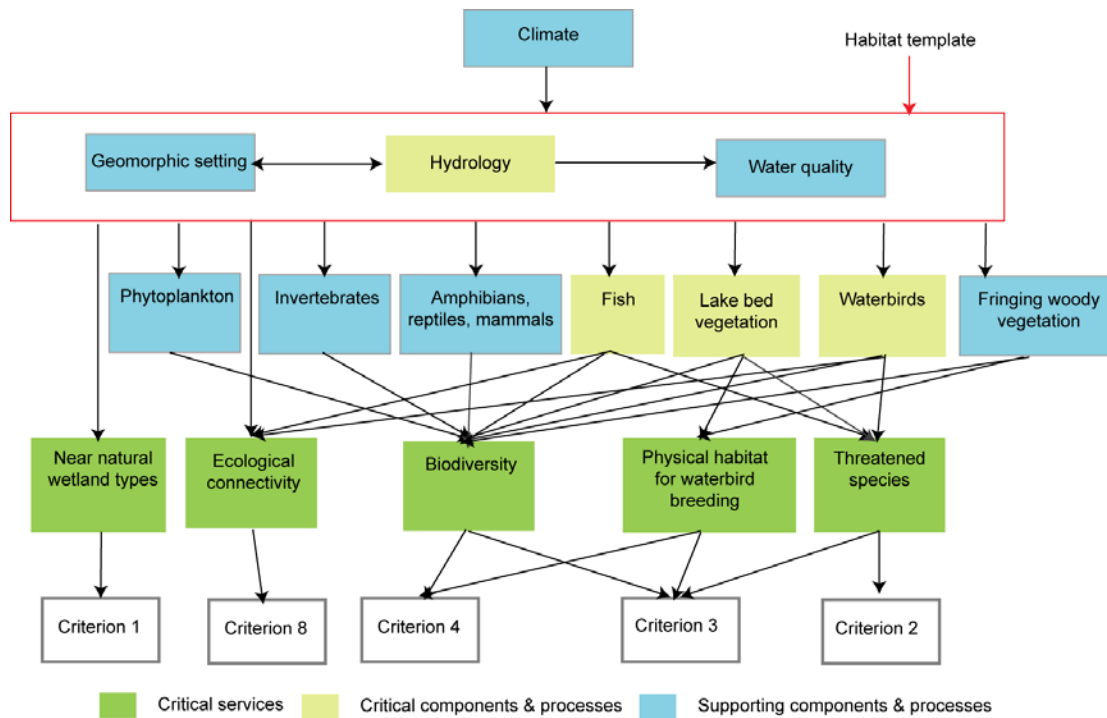 Climate
Habitat template
Geomorphic setting
Hydrology
Water quality
Phytoplankton
Invertebrates
Amphibians,
reptiles, mammals
Fish
Lake bed
vegetation
Waterbirds
Fringing woody
vegetation
Near natural
wetland types
Ecological
connectivity
Biodiversity
Physical habitat
for waterbird
breeding
Threatened
species
Criterion 1
Criterion 8
Criterion 4
Criterion 3
Criterion 2
Critical services
Critical components & processes
Supporting components & processes